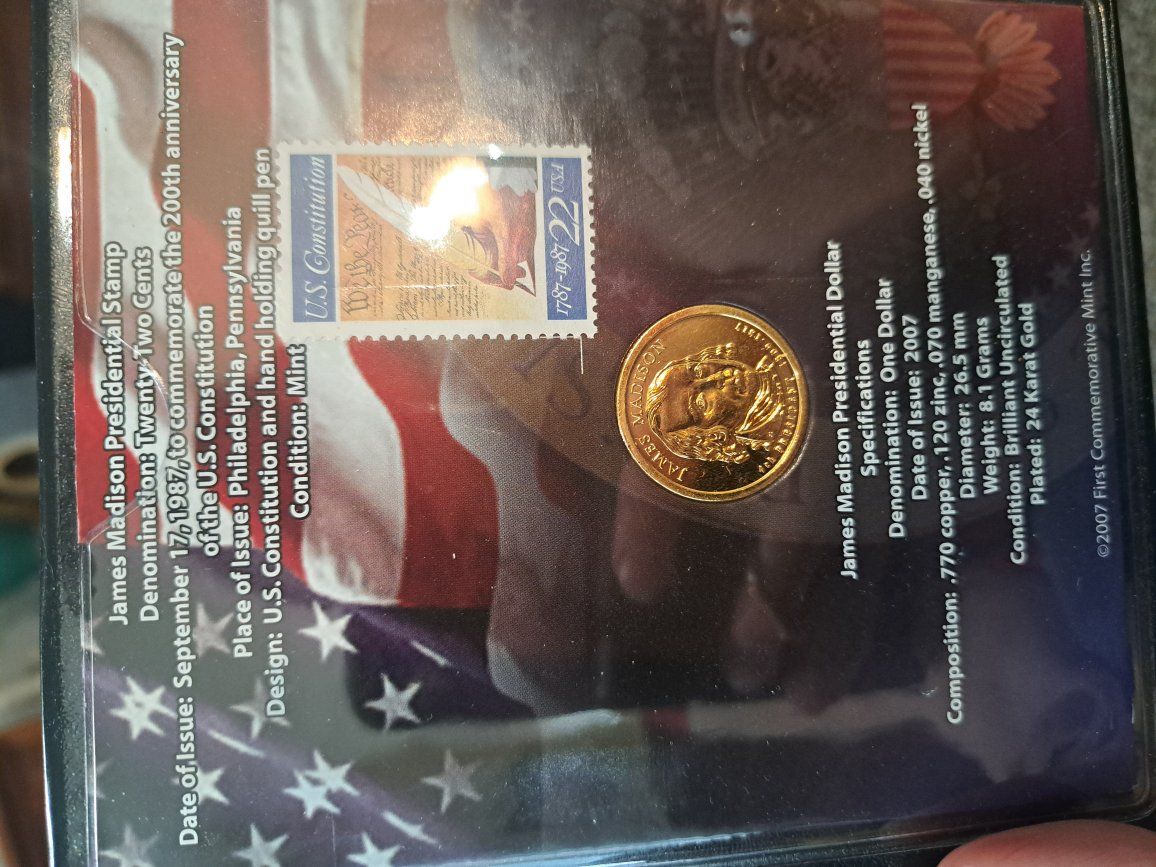 James Madison Presidential Stamp
Denomination: Twenty-Two Cents
Date of Issue: September 17, 1987, to commemorate the 200th anniversary
of the U.S. Constitution
Place of Issue: Philadelphia, Pennsylvania
Design: U.S. Constitution and hand holding quill pen
Condition: Mint
U.S. Constitution
We the People
1787-1987 22 USA
JAMES MADISON
James Madison Presidential Dollar
Specifications
Denomination: One Dollar
Date of Issue: 2007
Composition: .770 copper, .120 zinc, .070 manganese, .040 nickel
Diameter: 26.5 mm
Weight: 8.1 Grams
Condition: Brilliant Uncirculated
Plated: 24 Karat Gold
©2007 First Commemorative Mint Inc.